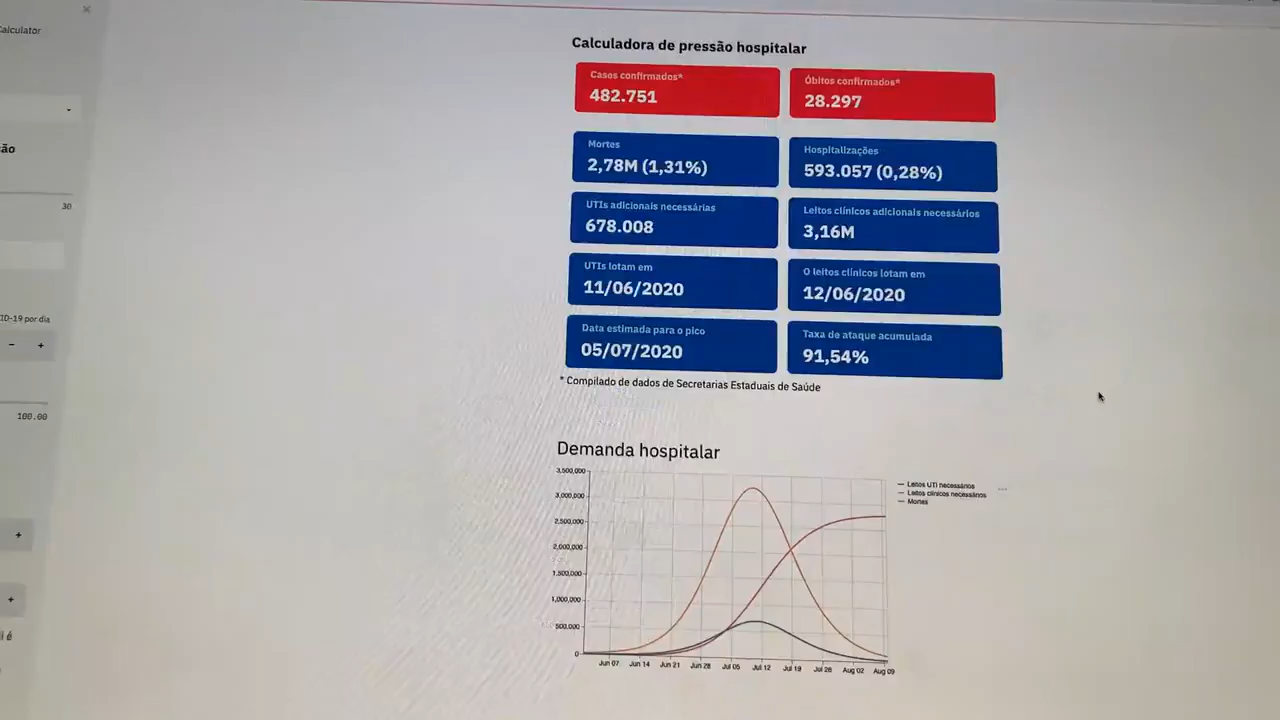 Calculator
ão
30
ID-19 por dia
− +
100.00
+
+
il é
Calculadora de pressão hospitalar
Casos confirmados*
482.751
Óbitos confirmados*
28.297
Mortes
2,78M (1,31%)
Hospitalizações
593.057 (0,28%)
UTIs adicionais necessárias
678.008
Leitos clínicos adicionais necessários
3,16M
UTIs lotam em
11/06/2020
O leitos clínicos lotam em
12/06/2020
Data estimada para o pico
05/07/2020
Taxa de ataque acumulada
91,54%
* Compilado de dados de Secretarias Estaduais de Saúde
Demanda hospitalar
3,500,000
3,000,000
2,500,000
2,000,000
1,500,000
1,000,000
500,000
0
Jun 07 Jun 14 Jun 21 Jun 28 Jul 05 Jul 12 Jul 19 Jul 26 Aug 02 Aug 09
Leitos UTI necessários
Leitos clínicos necessários
Mortes